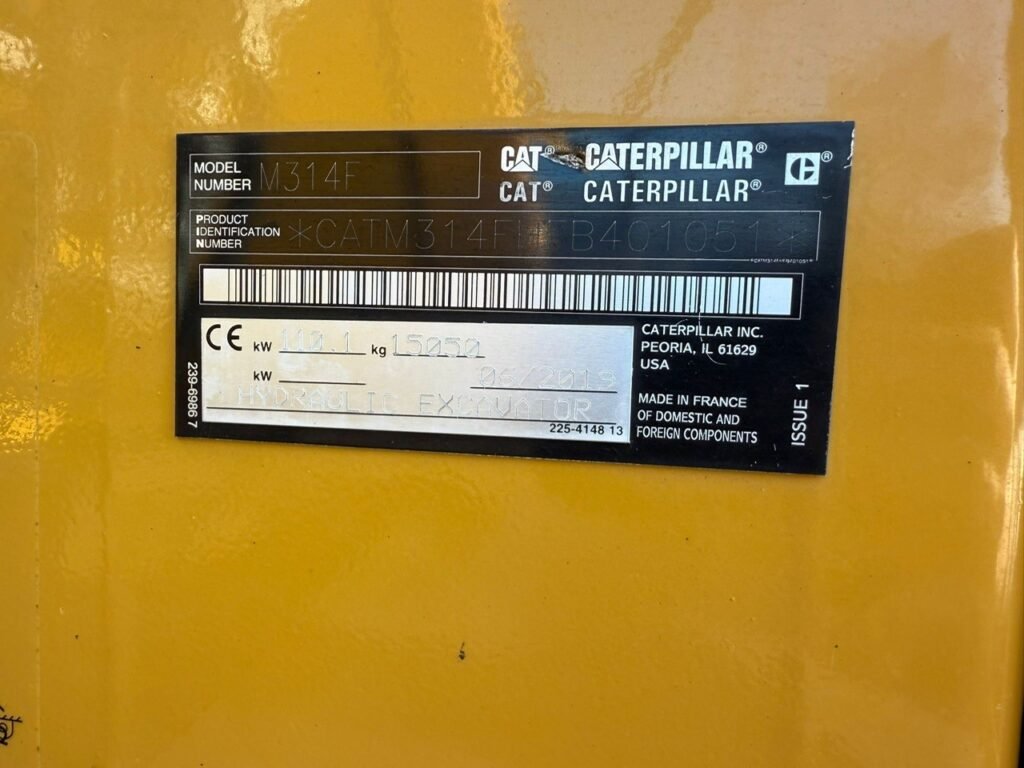 MODEL NUMBER M314F
CAT® CATERPILLAR®
CAT® CATERPILLAR®
PRODUCT
IDENTIFICATION
NUMBER
CE kW 110.1 kg 15050
kW 06/2019
HYDRAULIC EXCAVATOR
225-4148 13
239-6986 7
CATERPILLAR INC.
PEORIA, IL 61629
USA
MADE IN FRANCE
OF DOMESTIC AND
FOREIGN COMPONENTS
ISSUE 1